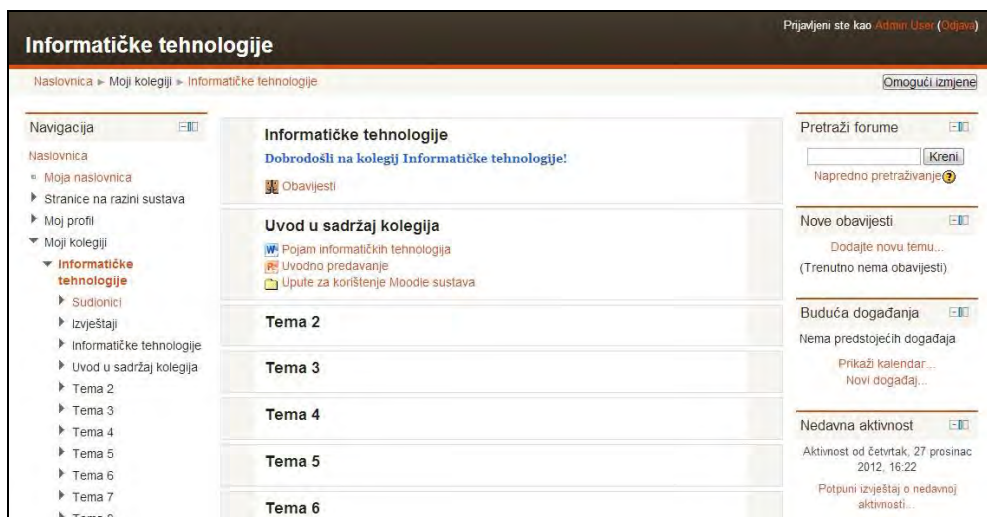 Prijavljeni ste kao Admin User (Odjava)
Informatičke tehnologije
Naslovnica ► Moji kolegiji ► Informatičke tehnologije
Omogući izmjene
Navigacija
Naslovnica
Moja naslovnica
Stranice na razini sustava
Moj profil
Moji kolegiji
Informatičke
tehnologije
Sudionici
Izvještaji
Informatičke tehnologije
Uvod u sadržaj kolegija
Tema 2
Tema 3
Tema 4
Tema 5
Tema 6
Tema 7
Informatičke tehnologije
Dobrodošli na kolegij Informatičke tehnologije!
Obavijesti
Uvod u sadržaj kolegija
Pojam informatičkih tehnologija
Uvodno predavanje
Upute za korištenje Moodle sustava
Tema 2
Tema 3
Tema 4
Tema 5
Tema 6
Pretraži forume
Kreni
Napredno pretraživanje
Nove obavijesti
Dodajte novu temu...
(Trenutno nema obavijesti)
Buduća događanja
Nema predstojećih događaja
Prikaži kalendar...
Novi događaj...
Nedavna aktivnost
Aktivnost od četvrtak, 27 prosinac
2012, 16:22
Potpuni izvještaj o nedavnoj
aktivnosti...